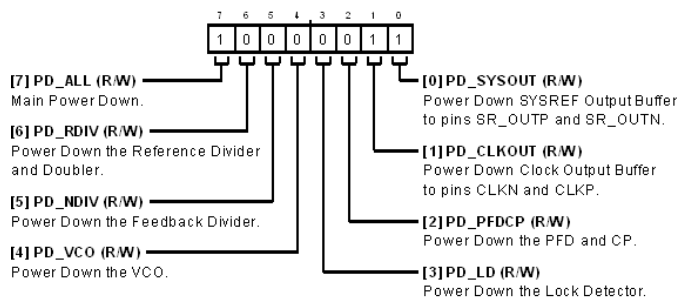 7 6 5 4 3 2 1 0
1 0 0 0 0 0 1 1
[7] PD_ALL (R/W)
Main Power Down.
[6] PD_RDIV (R/W)
Power Down the Reference Divider
and Doubler.
[5] PD_NDIV (R/W)
Power Down the Feedback Divider.
[4] PD_VCO (R/W)
Power Down the VCO.
[0] PD_SYSOUT (R/W)
Power Down SYSREF Output Buffer
to pins SR_OUTP and SR_OUTN.
[1] PD_CLKOUT (R/W)
Power Down Clock Output Buffer
to pins CLKN and CLKP.
[2] PD_PFDCP (R/W)
Power Down the PFD and CP.
[3] PD_LD (R/W)
Power Down the Lock Detector.